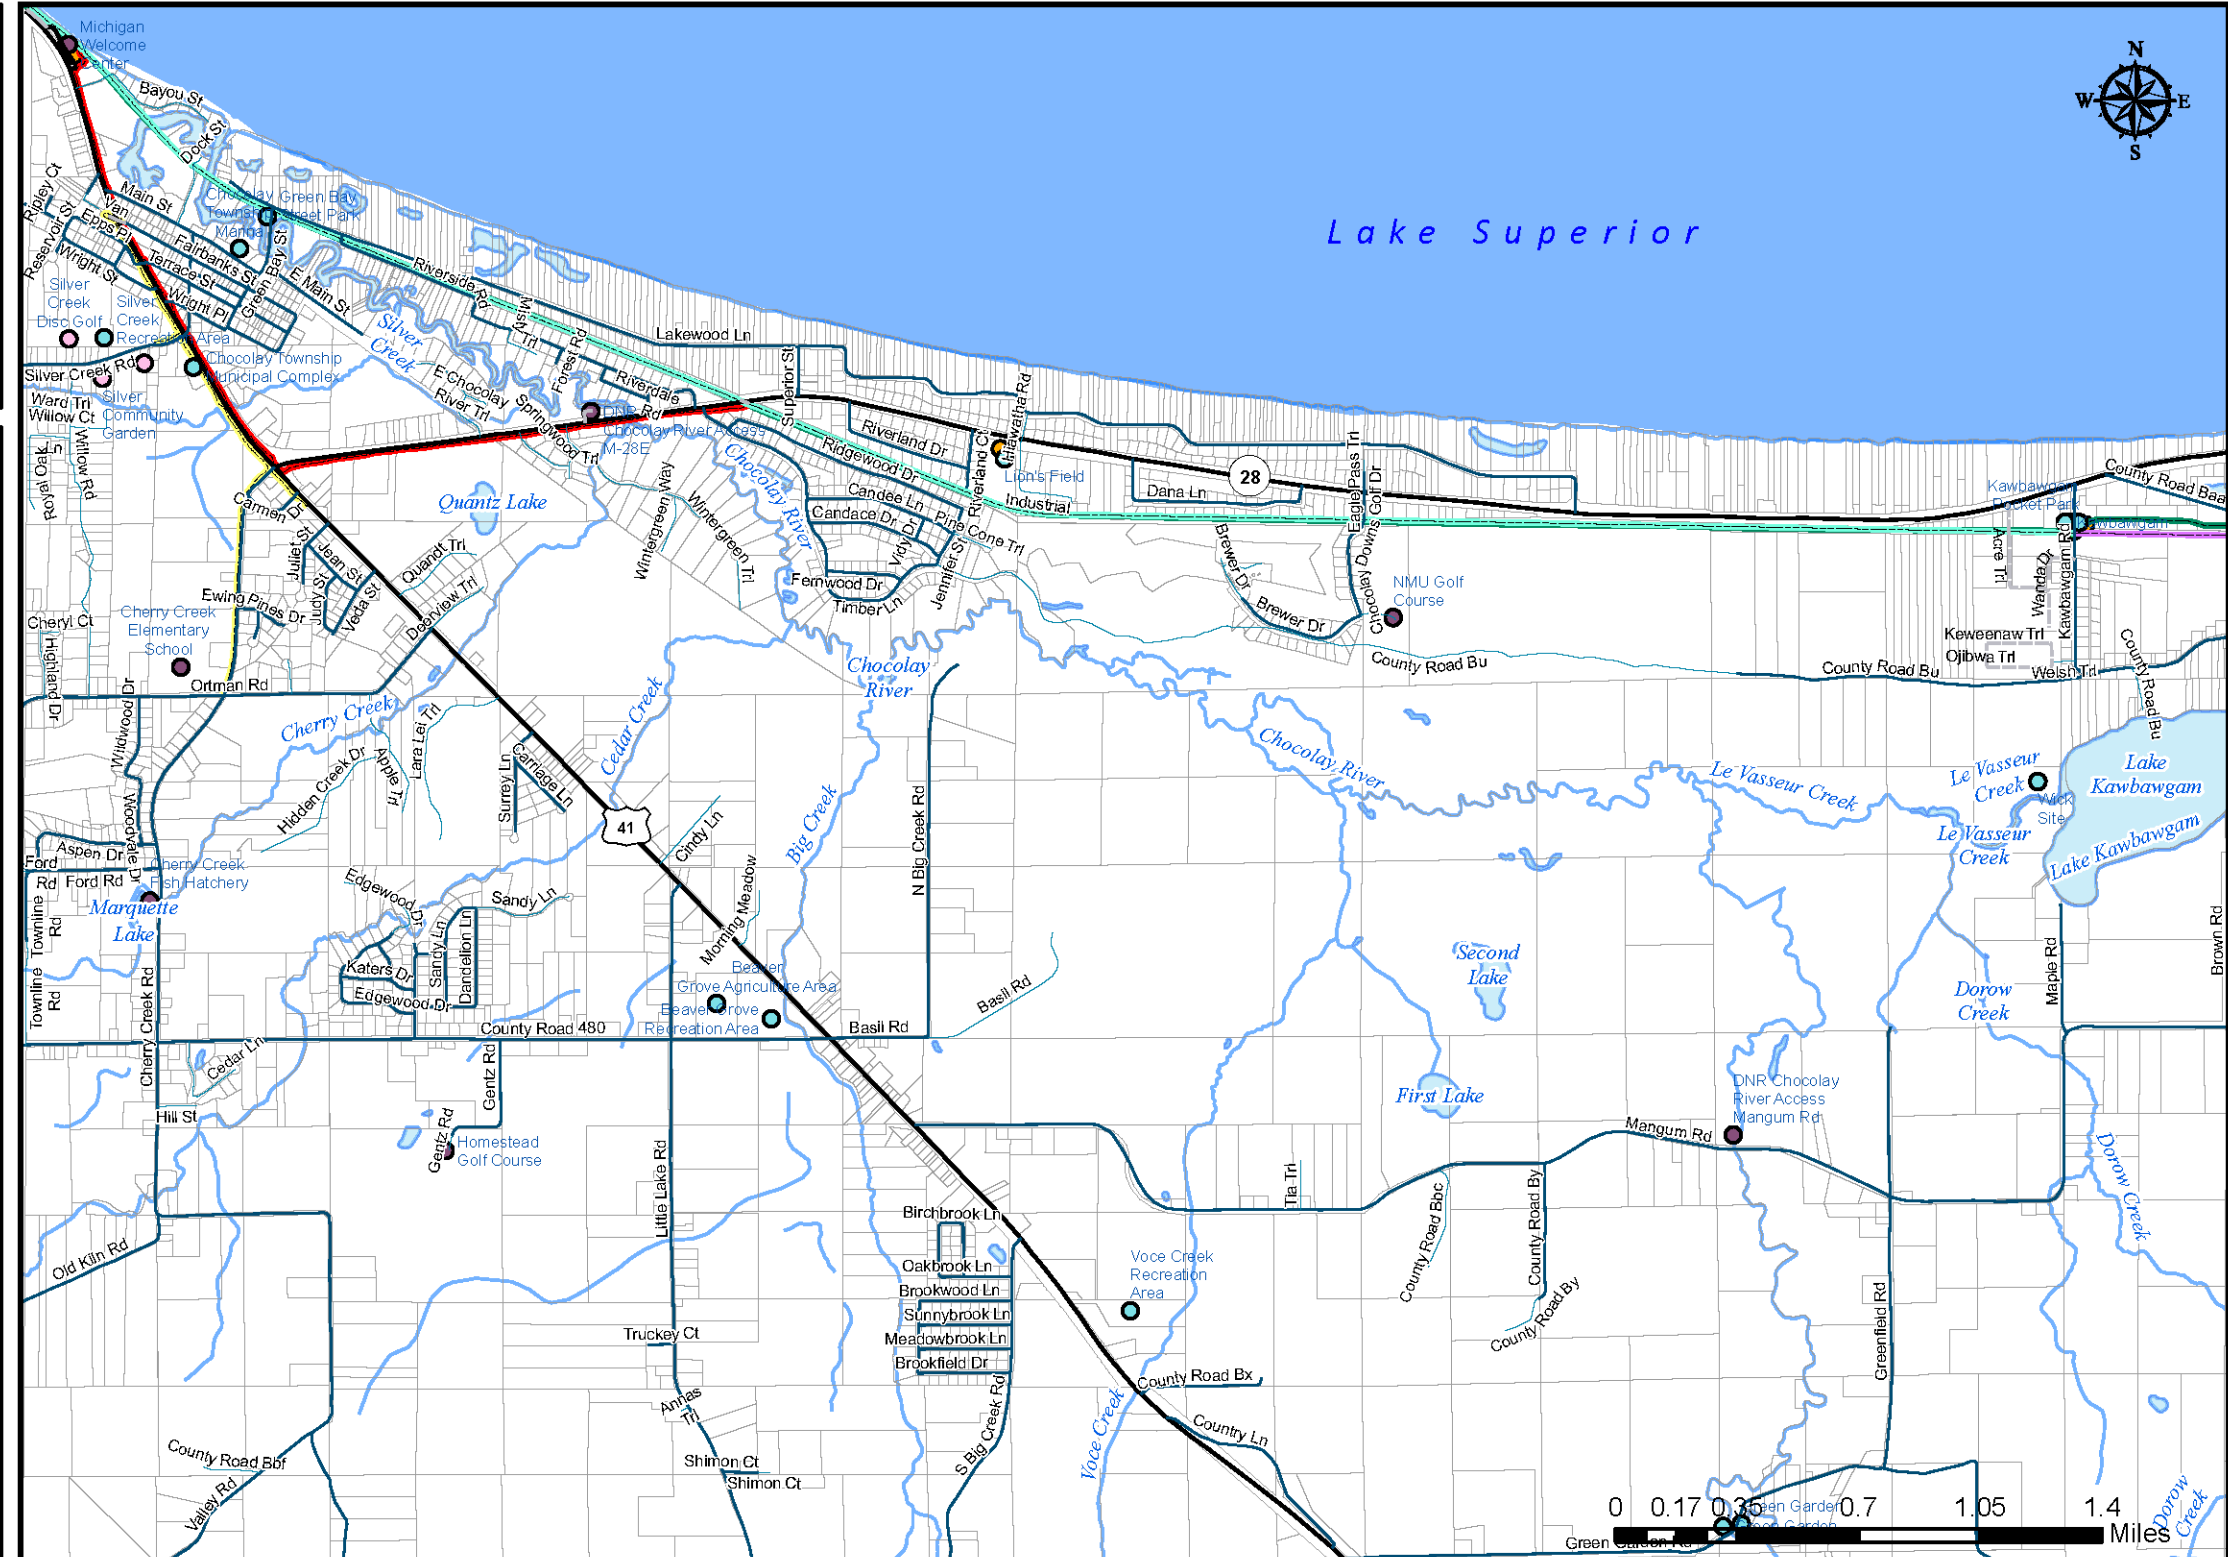 Michigan
Welcome
Center
N
W
E
S
Bayou St
Dock St
Lake Superior
Ripley Ct
Main St
Van
Epps Pl
Reservoir St
Wright St
Chocolay
Township
Marina
Green Bay
Street Park
Fairbanks St
Terrace St
Wright Pl
Green Bay St
E Main St
Riverside Rd
Silver
Creek
Disc Golf
Silver
Creek
Recreation Area
Silver
Creek
Misty Trl
Forest Rd
Lakewood Ln
Superior St
Silver Creek Rd
Chocolay Township
Municipal Complex
E Chocolay
River Trl
Riverdale
Rd
Springwood Trl
DNR
Chocolay River Access
M-28E
Ward Trl
Willow Ct
Silver
Community
Garden
Willow Rd
Royal Oak
Ln
Riverland Dr
Ridgewood Dr
Riverland Ct
Hiawatha Rd
Lion's Field
Industrial
Dana Ln
28
Eagle Pass Trl
Chocolay Downs Golf Dr
County Road Baa
Kawbawgam
Pocket Park
Kawbawgam
Carmen Dr
Quantz Lake
Wintergreen Way
Wintergreen Trl
Chocolay River
Candee Ln
Candace Dr
Vidy Dr
Pine Cone Trl
Jennifer St
Fernwood Dr
Timber Ln
Juliet St
Jean St
Judy St
Veda St
Quandt Trl
Deerview Trl
Ewing Pines Dr
Cherry Creek
Elementary
School
Cheryl Ct
Highland Dr
Ortman Rd
Brewer Dr
Brewer Dr
NMU Golf
Course
County Road Bu
County Road Bu
Acre Trl
Wanda Dr
Kawbawgam Rd
Keweenaw Trl
Ojibwa Trl
Welsh Trl
County Road Bu
Chocolay
River
Cherry Creek
Cedar Creek
Wildwood Dr
Hidden Creek Dr
Apple Trl
Lara Lei Trl
Surrey Ln
Carriage Ln
Chocolay River
Le Vasseur Creek
Le Vasseur
Creek
Lake
Kawbawgam
Wick
Site
Le Vasseur
Creek
Lake Kawbawgam
41
Cindy Ln
Big Creek
N Big Creek Rd
Woodvale Dr
Aspen Dr
Ford
Rd
Ford Rd
Cherry Creek
Fish Hatchery
Marquette
Lake
Townline
Rd
Townline
Rd
Cherry Creek Rd
Edgewood Dr
Sandy Ln
Sandy Ln
Dandelion Ln
Katers Dr
Edgewood Dr
Morning Meadow
Beaver
Grove Agriculture Area
Beaver Grove
Recreation Area
County Road 480
Basil Rd
Basil Rd
Second
Lake
First Lake
Dorow
Creek
Maple Rd
Brown Rd
Cedar Ln
Hill St
Gentz Rd
Gentz Rd
Homestead
Golf Course
Little Lake Rd
DNR Chocolay
River Access
Mangum Rd
Mangum Rd
Dorow Creek
Tia Trl
County Road Bbc
County Road By
County Road By
Old Kiln Rd
Birchbrook Ln
Oakbrook Ln
Brookwood Ln
Sunnybrook Ln
Meadowbrook Ln
Brookfield Dr
Voce Creek
Recreation
Area
Greenfield Rd
Truckey Ct
Annas
Trl
County Road Bx
Country Ln
Voce Creek
S Big Creek Rd
County Road Bbf
Valley Rd
Shimon Ct
Shimon Ct
Green Garden
Green Garden
Green Garden Rd
0 0.17 0.35 0.7 1.05 1.4
Miles
Dorow
Creek